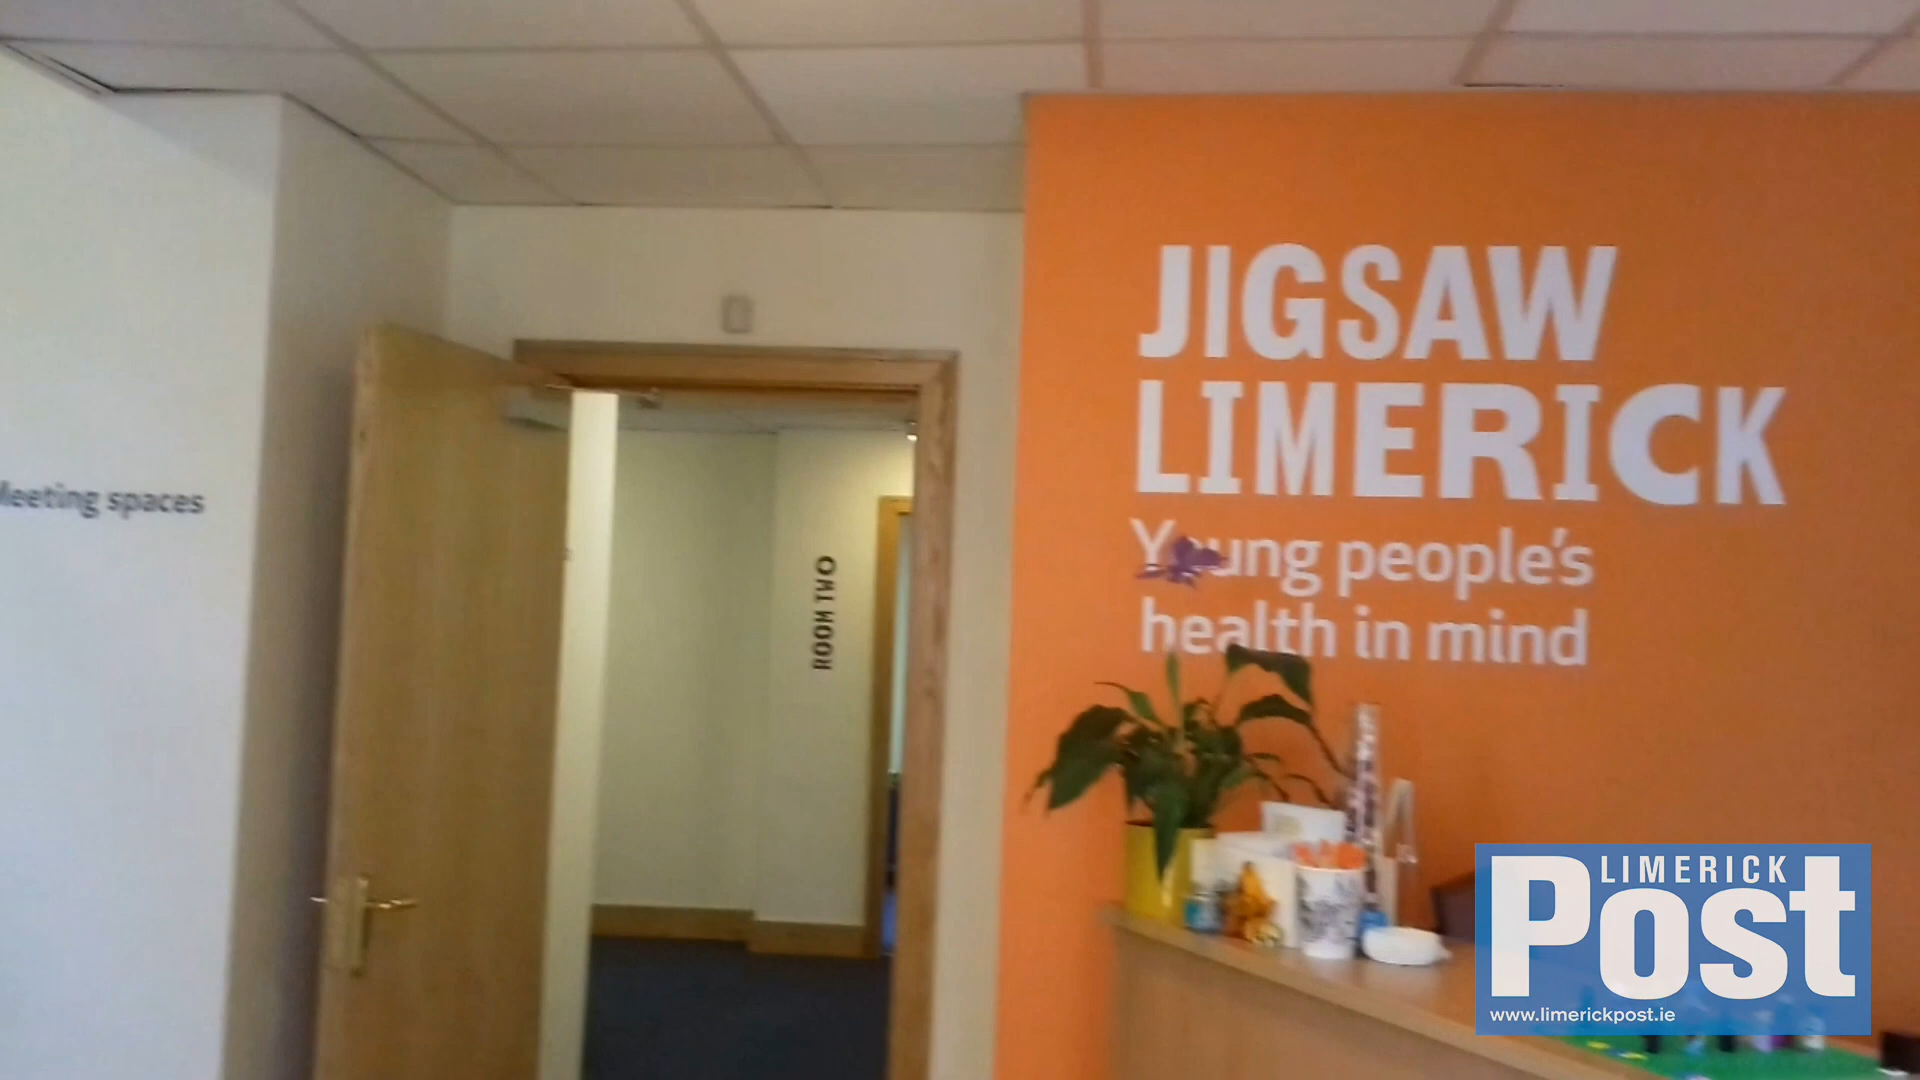 Meeting spaces
ROOM TWO
JIGSAW
LIMERICK
Young people's
health in mind
LIMERICK
Post
www.limerickpost.ie